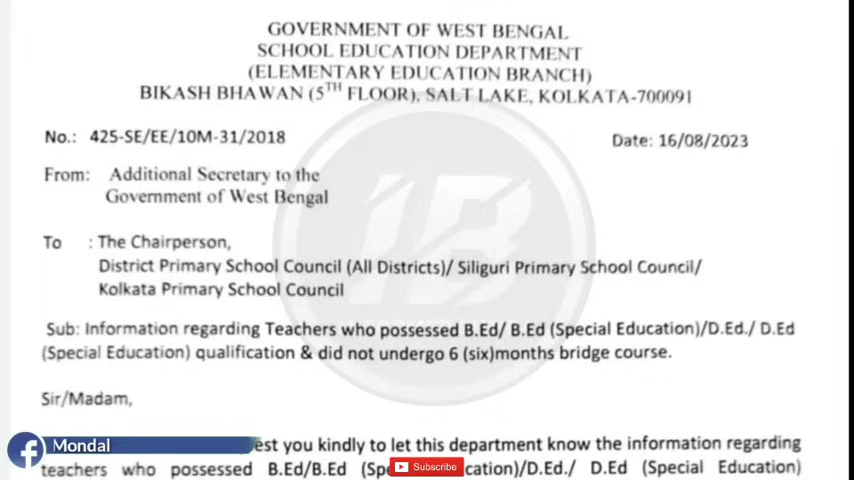 GOVERNMENT OF WEST BENGAL
SCHOOL EDUCATION DEPARTMENT
(ELEMENTARY EDUCATION BRANCH)
BIKASH BHAWAN (5TH FLOOR), SALT LAKE, KOLKATA-700091
No.: 425-SE/EE/10M-31/2018 Date: 16/08/2023
From: Additional Secretary to the
Government of West Bengal
To : The Chairperson,
District Primary School Council (All Districts)/ Siliguri Primary School Council/
Kolkata Primary School Council
Sub: Information regarding Teachers who possessed B.Ed/ B.Ed (Special Education)/D.Ed./ D.Ed
(Special Education) qualification & did not undergo 6 (six)months bridge course.
Sir/Madam,
Mondal est you kindly to let this department know the information regarding
teachers who possessed B.Ed/B.Ed (Spe Subscribe cation)/D.Ed./ D.Ed (Special Education)